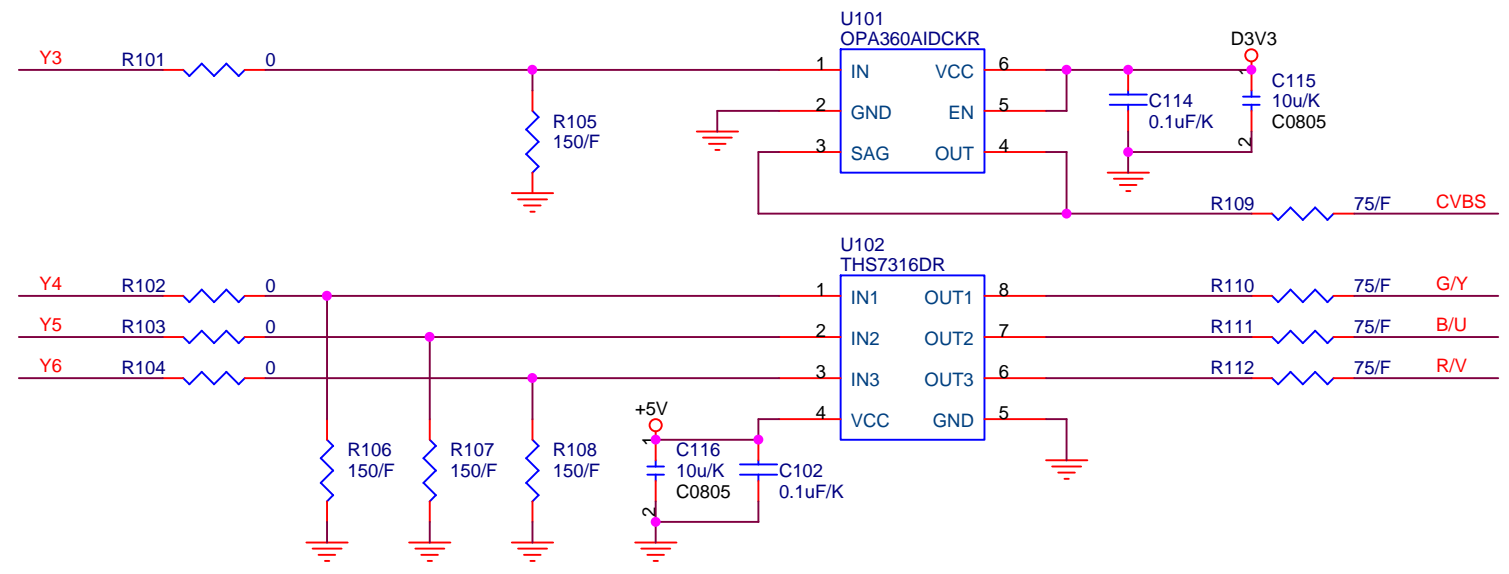 U101
OPA360AIDCKR
D3V3
Y3 R101 0 1 IN VCC 6
1
C115
10u/K
C0805
2
C114
0.1uF/K
2 GND EN 5
R105
150/F
3 SAG OUT 4
R109 75/F CVBS
U102
THS7316DR
Y4 R102 0 1 IN1 OUT1 8 R110 75/F G/Y
Y5 R103 0 2 IN2 OUT2 7 R111 75/F B/U
Y6 R104 0 3 IN3 OUT3 6 R112 75/F R/V
+5V
4 VCC GND 5
R106
150/F
R107
150/F
R108
150/F
1
C116
10u/K
C0805
2
C102
0.1uF/K